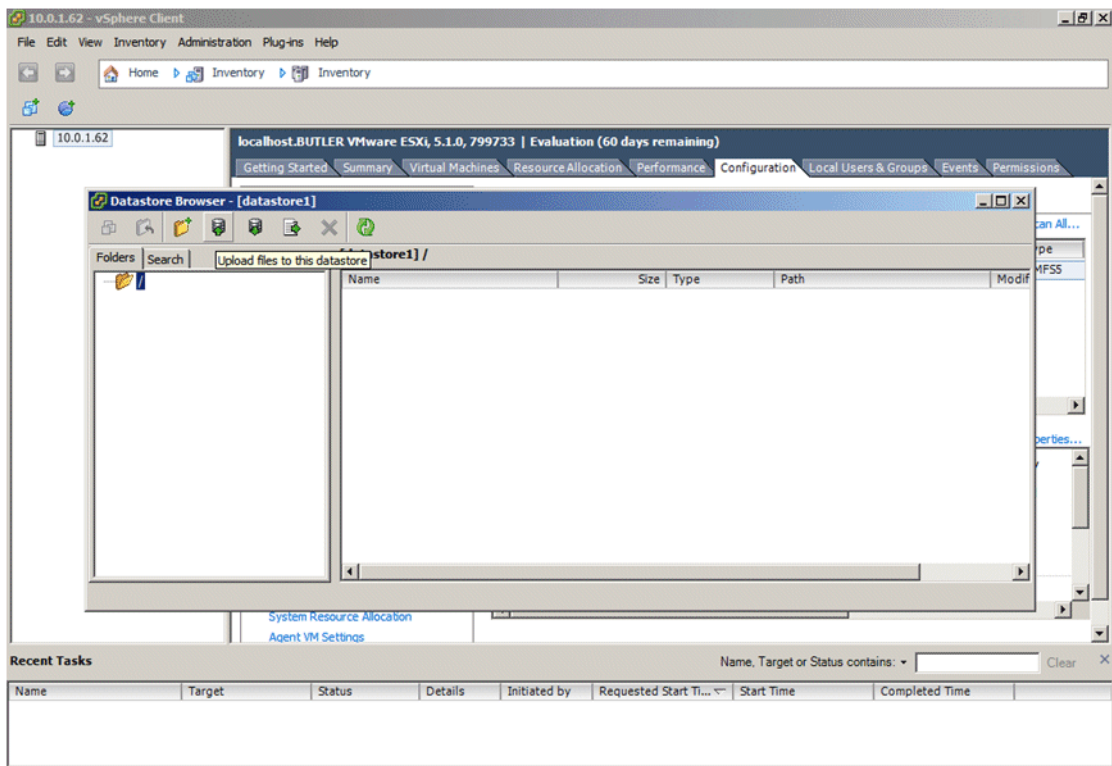 10.0.1.62 - vSphere Client
File Edit View Inventory Administration Plug-ins Help
Home Inventory Inventory
10.0.1.62
localhost.BUTLER VMware ESXi, 5.1.0, 799733 | Evaluation (60 days remaining)
Getting Started Summary Virtual Machines Resource Allocation Performance Configuration Local Users & Groups Events Permissions
Datastore Browser - [datastore1]
can All...
Folders Search
Upload files to this datastore
astore1] /
/
Name Size Type Path Modif
ype
MFS5
perties...
System Resource Allocation
Agent VM Settings
Recent Tasks
Name, Target or Status contains:
Clear
Name Target Status Details Initiated by Requested Start Ti... Start Time Completed Time